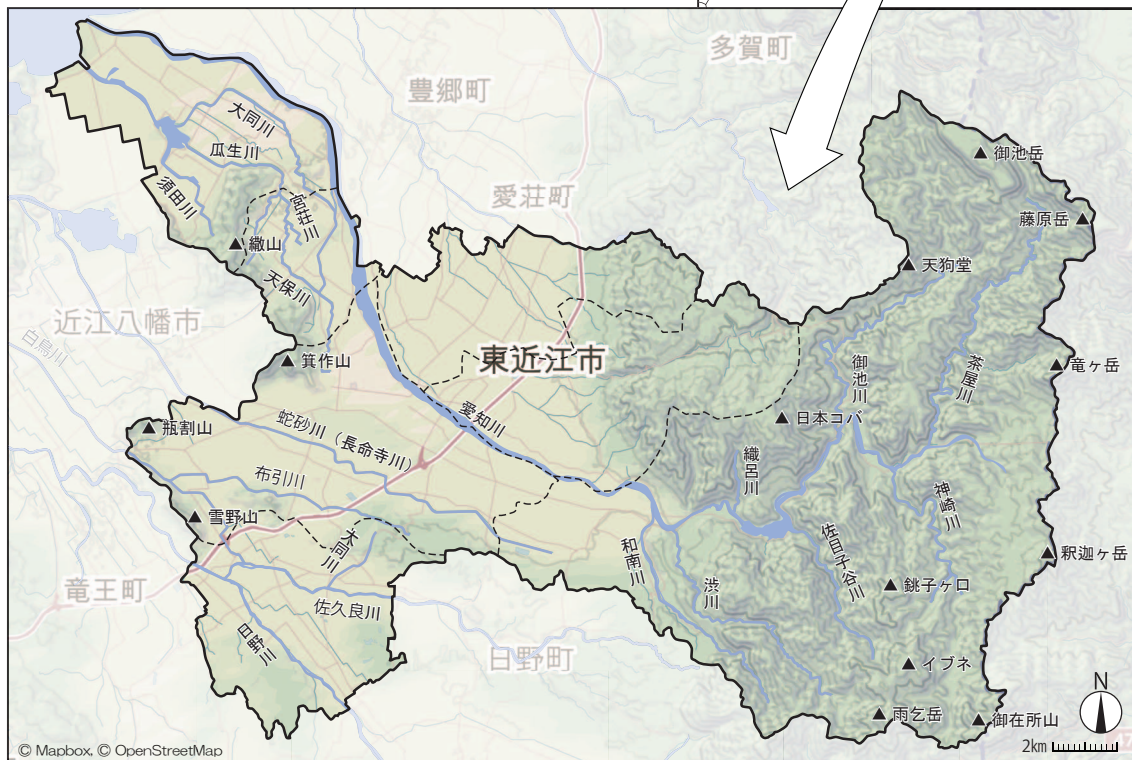 多賀町
豊郷町
大同川
瓜生川
御池岳
須田川
愛荘町
宮荘川
藤原岳
繖山
天狗堂
天保川
近江八幡市
白鳥川
箕作山
東近江市
御池川
茶屋川
竜ヶ岳
愛知川
日本コバ
瓶割山
蛇砂川(長命寺川)
布引川
織呂川
神崎川
雪野山
大同川
佐目子谷川
和南川
釈迦ヶ岳
竜王町
渋川
銚子ヶ口
佐久良川
日野川
日野町
イブネ
N
雨乞岳
御在所山
2km
© Mapbox, © OpenStreetMap